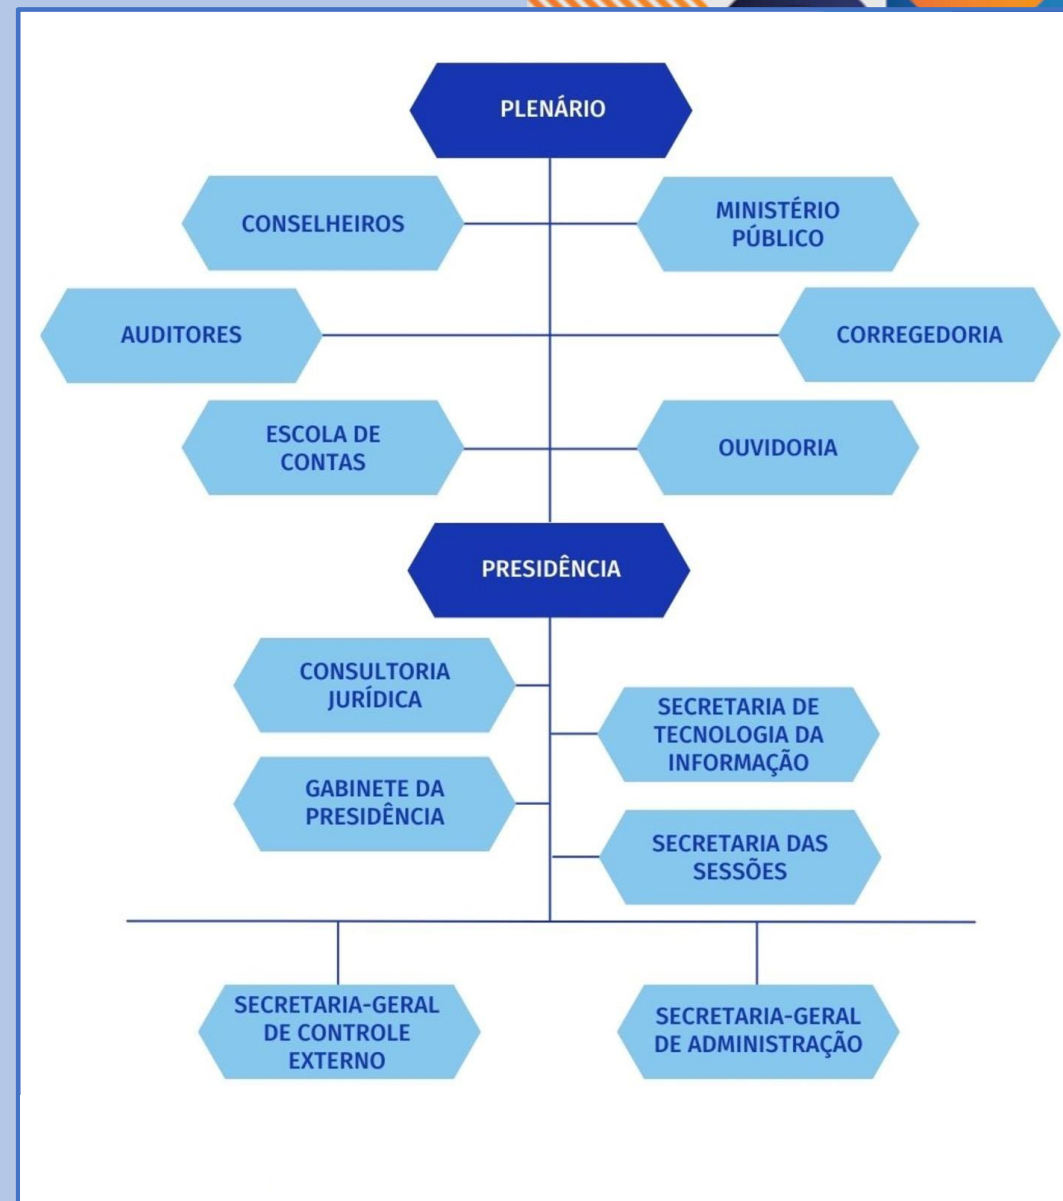 PLENÁRIO
CONSELHEIROS
MINISTÉRIO
PÚBLICO
AUDITORES
CORREGEDORIA
ESCOLA DE
CONTAS
OUVIDORIA
PRESIDÊNCIA
CONSULTORIA
JURÍDICA
SECRETARIA DE
TECNOLOGIA DA
INFORMAÇÃO
GABINETE DA
PRESIDÊNCIA
SECRETARIA DAS
SESSÕES
SECRETARIA-GERAL
DE CONTROLE
EXTERNO
SECRETARIA-GERAL
DE ADMINISTRAÇÃO